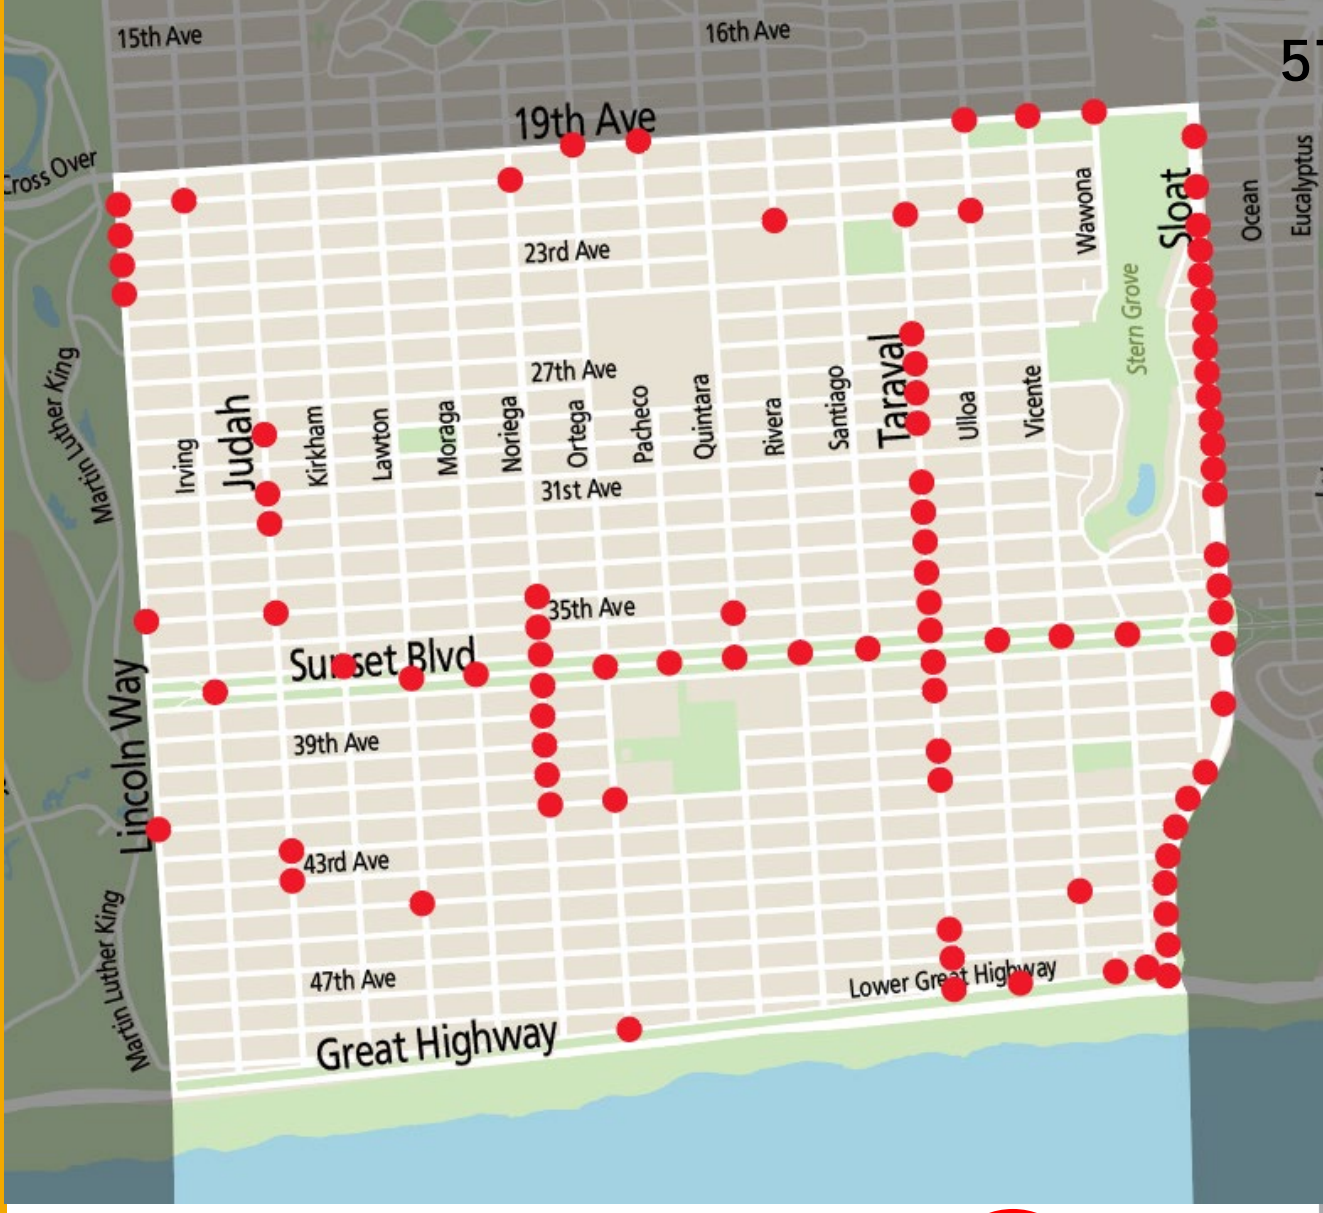 15th Ave
16th Ave
57
19th Ave
Cross Over
23rd Ave
Wawona
Sloat
Ocean
Eucalyptus
Stern Grove
27th Ave
Martin Luther King
Irving
Judah
Kirkham
Lawton
Moraga
Noriega
Ortega
Pacheco
Quintara
Rivera
Santiago
Taraval
Ulloa
Vicente
31st Ave
35th Ave
Sunset Blvd
Lincoln Way
39th Ave
43rd Ave
Martin Luther King
47th Ave
Lower Great Highway
Great Highway